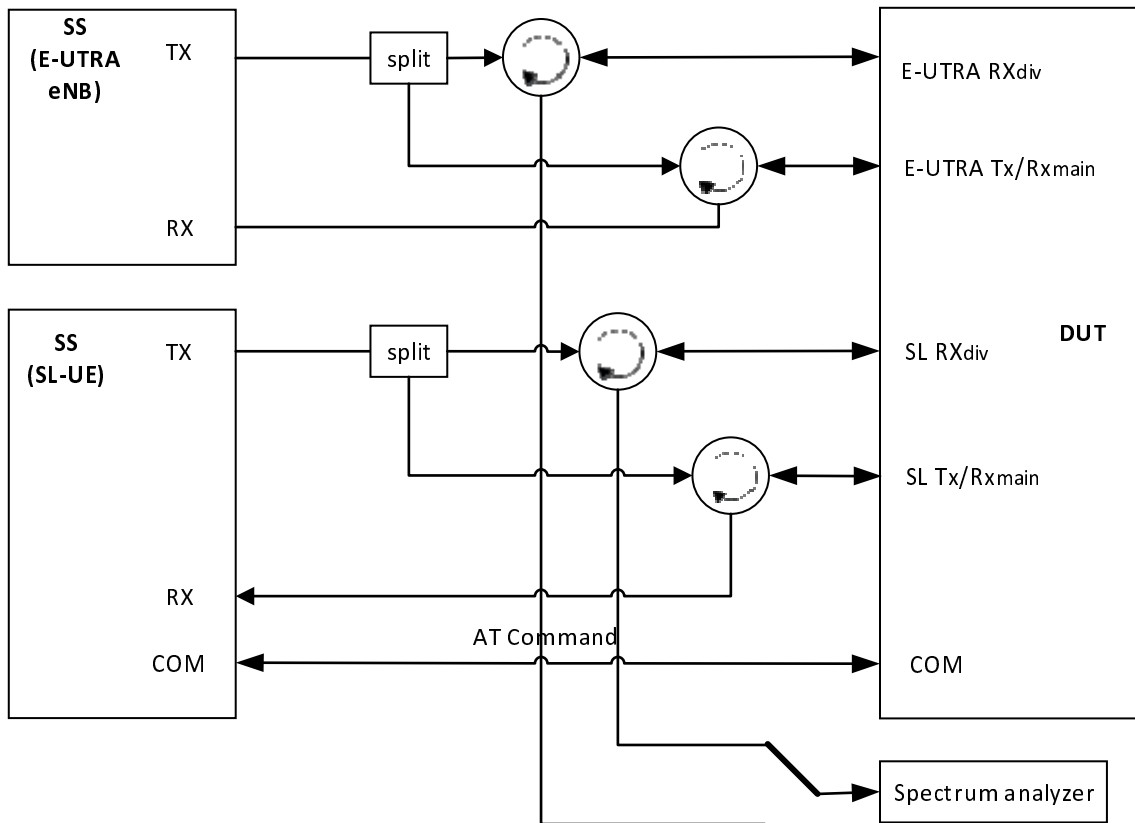 SS
(E-UTRA
eNB)
TX
split
E-UTRA RXdiv
E-UTRA Tx/Rxmain
RX
SS
(SL-UE)
TX
split
SL RXdiv
DUT
SL Tx/Rxmain
RX
AT Command
COM
COM
Spectrum analyzer